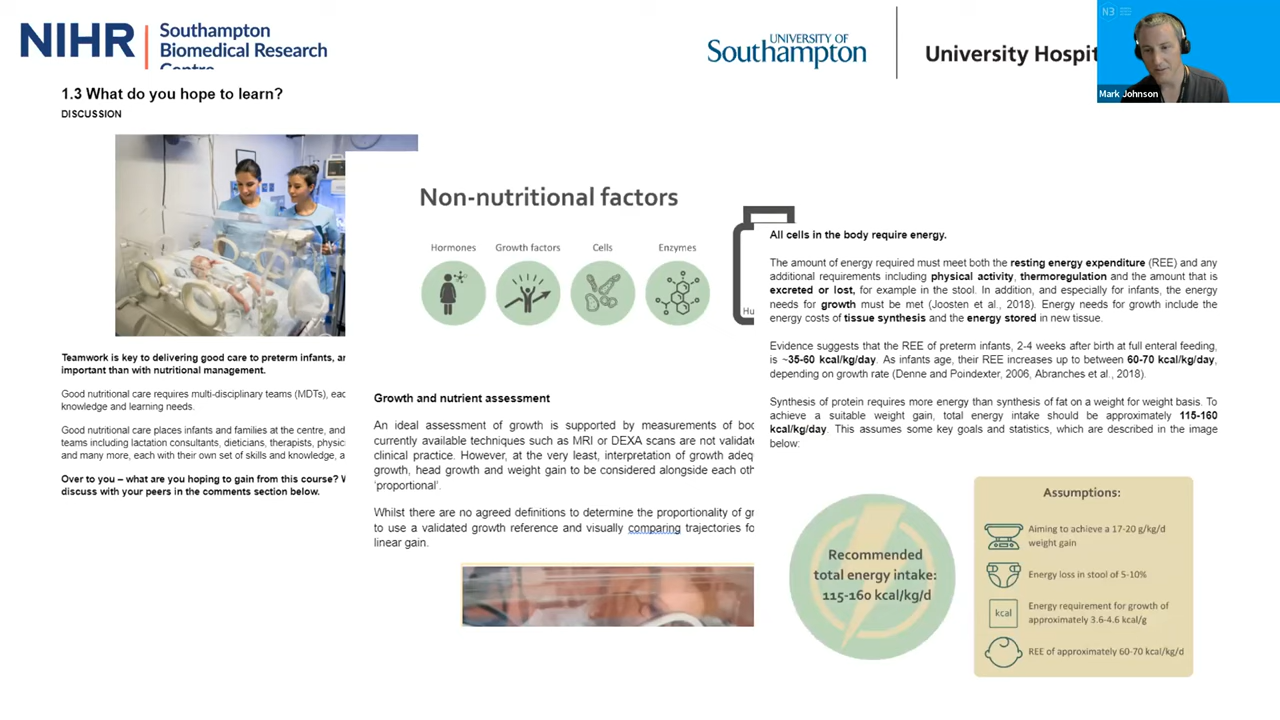 NIHR
Southampton
Biomedical Research
Centre
UNIVERSITY OF
Southampton
University Hospi
N3
Mark Johnson
1.3 What do you hope to learn?
DISCUSSION
Teamwork is key to delivering good care to preterm infants, ar
important than with nutritional management.
Good nutritional care requires multi-disciplinary teams (MDTs), eac
knowledge and learning needs.
Good nutritional care places infants and families at the centre, and
teams including lactation consultants, dieticians, therapists, physic
and many more, each with their own set of skills and knowledge, a
Over to you – what are you hoping to gain from this course? V
discuss with your peers in the comments section below.
Non-nutritional factors
Hormones
Growth factors
Cells
Enzymes
Hu
Growth and nutrient assessment
An ideal assessment of growth is supported by measurements of bod
currently available techniques such as MRI or DEXA scans are not validate
clinical practice. However, at the very least, interpretation of growth adeq
growth, head growth and weight gain to be considered alongside each oth
'proportional'.
Whilst there are no agreed definitions to determine the proportionality of gr
to use a validated growth reference and visually comparing trajectories fo
linear gain.
All cells in the body require energy.
The amount of energy required must meet both the resting energy expenditure (REE) and any
additional requirements including physical activity, thermoregulation and the amount that is
excreted or lost, for example in the stool. In addition, and especially for infants, the energy
needs for growth must be met (Joosten et al., 2018). Energy needs for growth include the
energy costs of tissue synthesis and the energy stored in new tissue.
Evidence suggests that the REE of preterm infants, 2-4 weeks after birth at full enteral feeding,
is ~35-60 kcal/kg/day. As infants age, their REE increases up to between 60-70 kcal/kg/day,
depending on growth rate (Denne and Poindexter, 2006, Abranches et al., 2018).
Synthesis of protein requires more energy than synthesis of fat on a weight for weight basis. To
achieve a suitable weight gain, total energy intake should be approximately 115-160
kcal/kg/day. This assumes some key goals and statistics, which are described in the image
below:
Recommended
total energy intake:
115-160 kcal/kg/d
Assumptions:
Aiming to achieve a 17-20 g/kg/d
weight gain
Energy loss in stool of 5-10%
kcal
Energy requirement for growth of
approximately 3.6-4.6 kcal/g
REE of approximately 60-70 kcal/kg/d